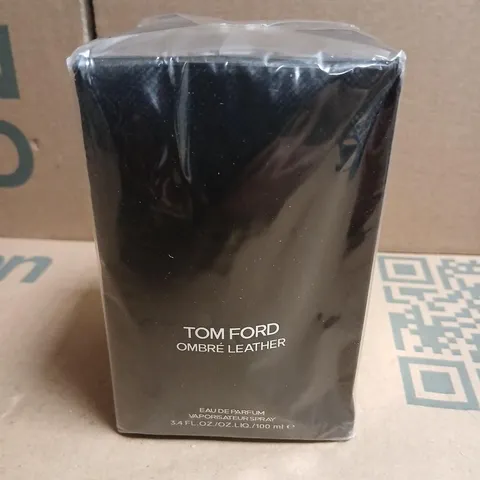 TOM FORD
OMBRÉ LEATHER
EAU DE PARFUM
VAPORISATEUR SPRAY
3.4 FL.OZ./OZ.LIQ./100 ml ℮